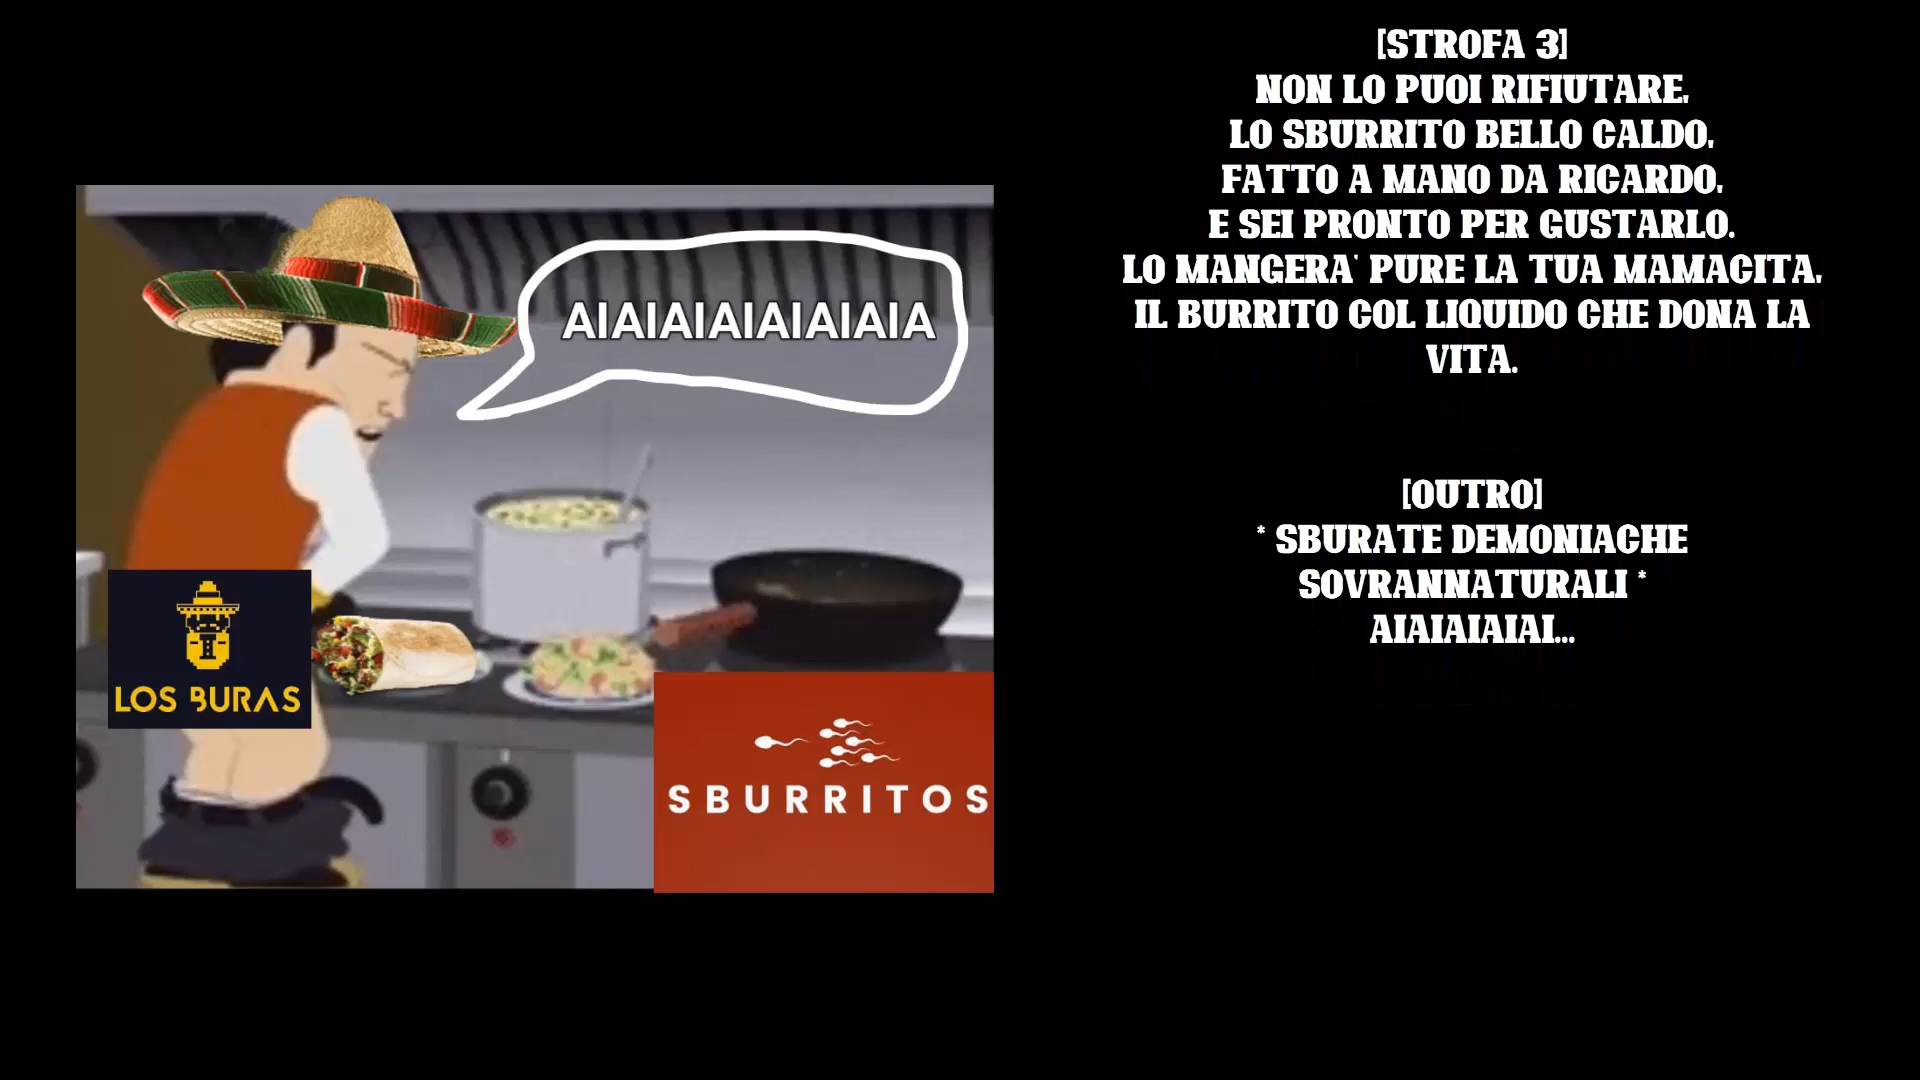 [STROFA 3]
NON LO PUOI RIFIUTARE,
LO SBURRITO BELLO CALDO,
FATTO A MANO DA RICARDO,
E SEI PRONTO PER GUSTARLO.
LO MANGERA' PURE LA TUA MAMACITA,
IL BURRITO COL LIQUIDO CHE DONA LA
VITA.
[OUTRO]
* SBURATE DEMONIACHE
SOVRANNATURALI *
AIAIAIAIAI...
AIAIAIAIAIAIAIA
LOS BURAS
SBURRITOS